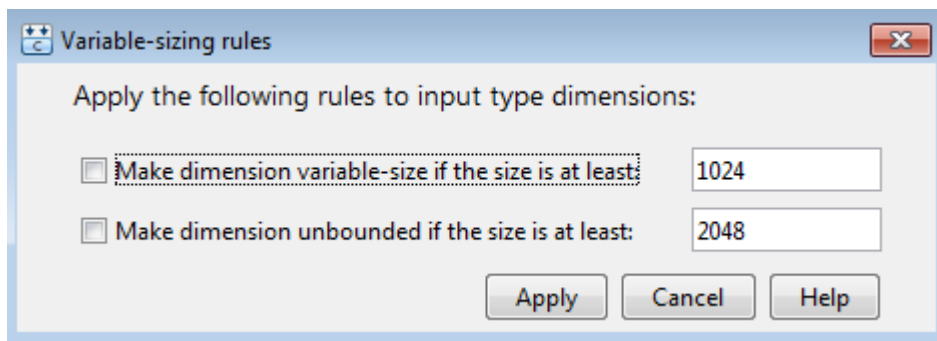 Variable-sizing rules
Apply the following rules to input type dimensions:
Make dimension variable-size if the size is at least: 1024
Make dimension unbounded if the size is at least: 2048
Apply Cancel Help